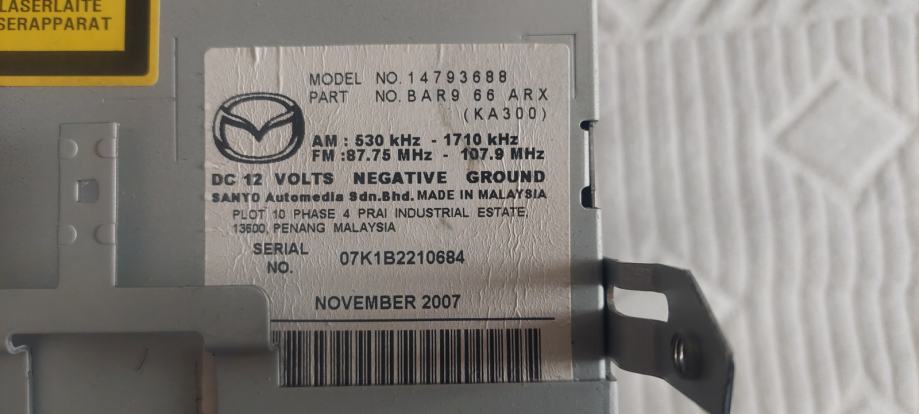 LASERLAITE
SERAPPARAT
MODEL NO. 14793688
PART NO. BAR9 66 ARX
(KA300)
AM : 530 kHz - 1710 kHz
FM :87.75 MHz - 107.9 MHz
DC 12 VOLTS NEGATIVE GROUND
SANYO Automedia Sdn.Bhd. MADE IN MALAYSIA
PLOT 10 PHASE 4 PRAI INDUSTRIAL ESTATE,
13600, PENANG MALAYSIA
SERIAL NO. 07K1B2210684
NOVEMBER 2007